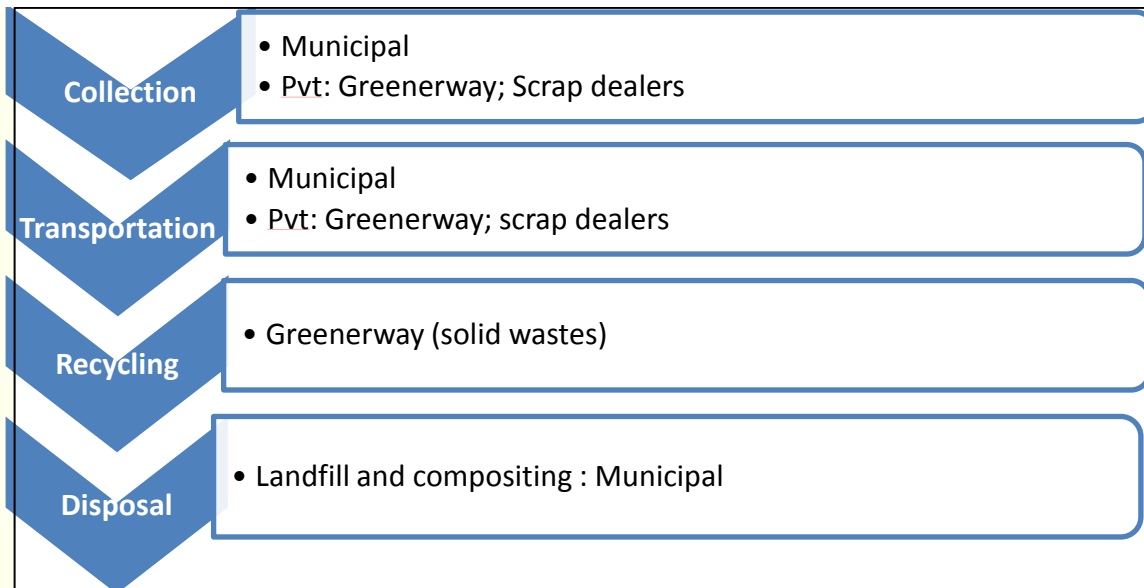 Collection
• Municipal
• Pvt: Greenerway; Scrap dealers
Transportation
• Municipal
• Pvt: Greenerway; scrap dealers
Recycling
• Greenerway (solid wastes)
Disposal
• Landfill and compositing : Municipal